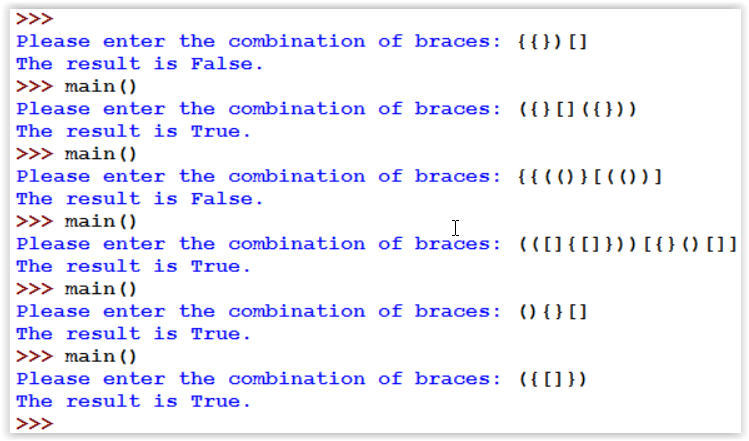 >>>
Please enter the combination of braces: {{})[]
The result is False.
>>> main()
Please enter the combination of braces: ({}[]({}))
The result is True.
>>> main()
Please enter the combination of braces: {{(()}[(())]
The result is False.
>>> main()
Please enter the combination of braces: (([]{[]}))[{}()[]]
The result is True.
>>> main()
Please enter the combination of braces: (){}[]
The result is True.
>>> main()
Please enter the combination of braces: ({[]})
The result is True.
>>>